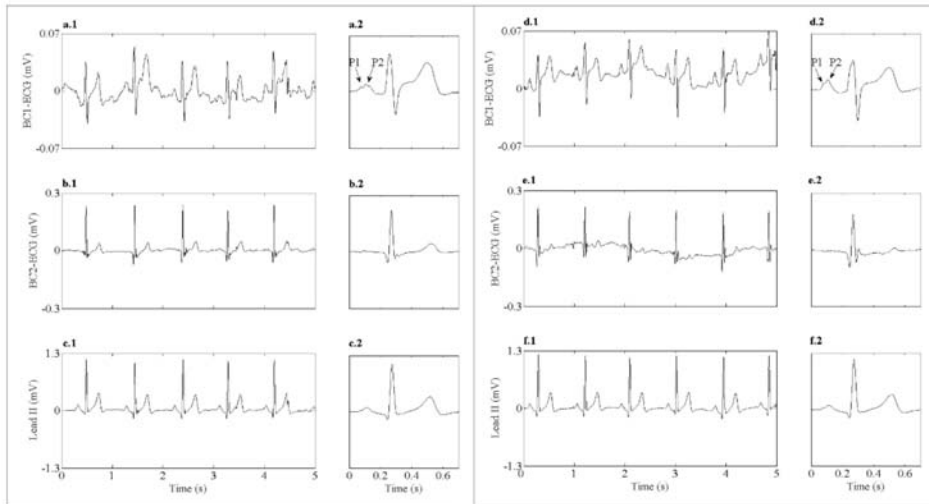 a.1
0.07
0
-0.07
BC1-ECG (mV)
a.2
P1 P2
b.1
0.3
0
-0.3
BC2-ECG (mV)
b.2
c.1
1.3
0
-1.3
Lead II (mV)
0 1 2 3 4 5
Time (s)
c.2
0 0.2 0.4 0.6
Time (s)
d.1
0.07
0
-0.07
BC1-ECG (mV)
d.2
P1 P2
e.1
0.3
0
-0.3
BC2-ECG (mV)
e.2
f.1
1.3
0
-1.3
Lead II (mV)
0 1 2 3 4 5
Time (s)
f.2
0 0.2 0.4 0.6
Time (s)